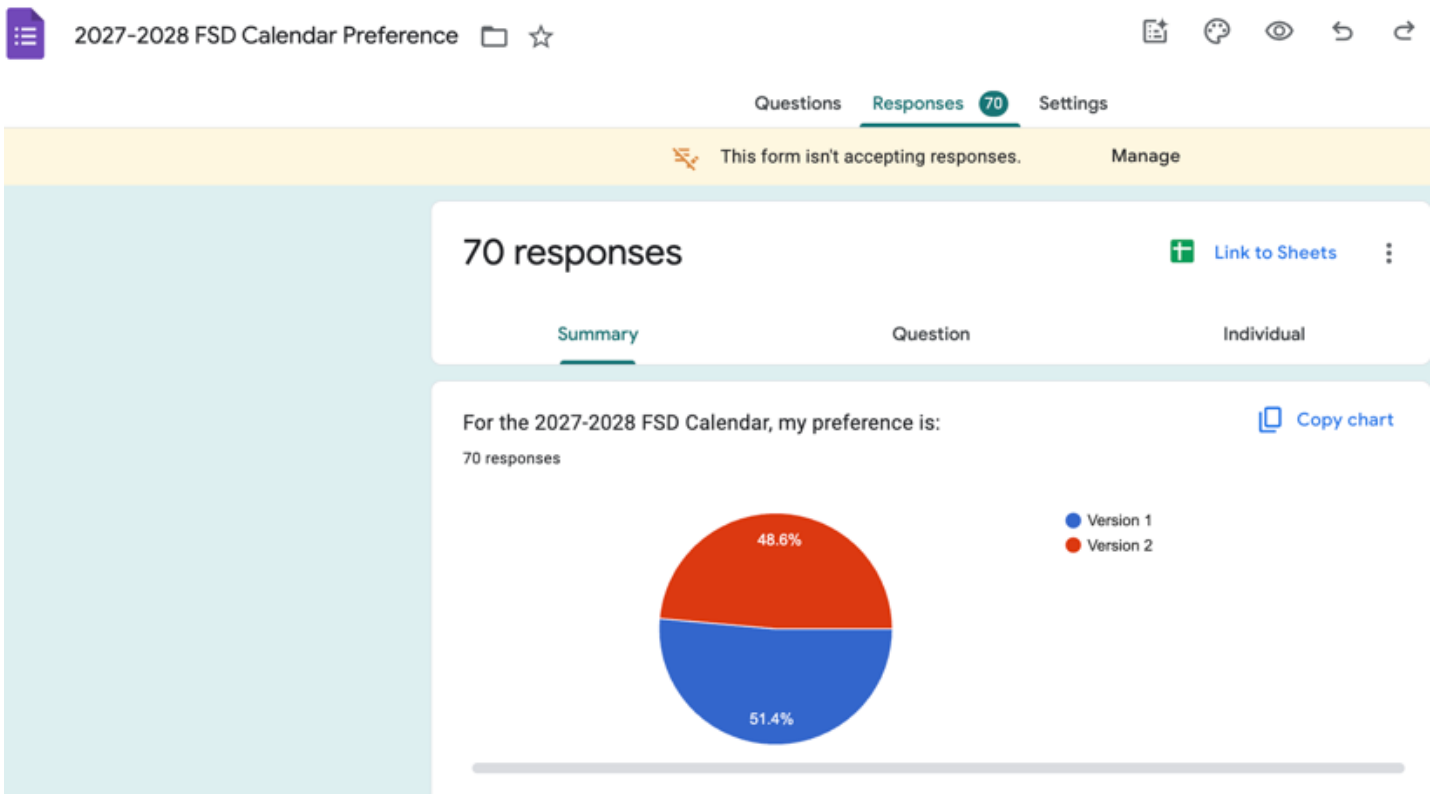 2027-2028 FSD Calendar Preference
Questions Responses 70 Settings
This form isn't accepting responses. Manage
70 responses Link to Sheets
Summary Question Individual
For the 2027-2028 FSD Calendar, my preference is: Copy chart
70 responses
Version 1
48.6%
Version 2
51.4%